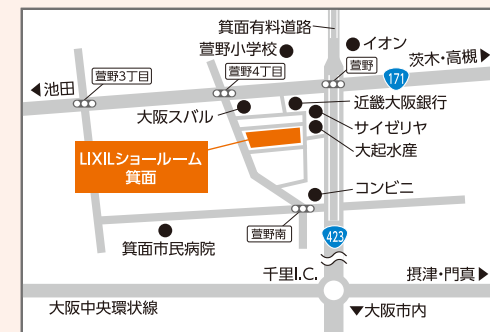 箕面有料道路
萱野小学校
イオン
茨木・高槻▶
萱野3丁目
萱野4丁目
萱野
171
◀池田
大阪スバル
近畿大阪銀行
サイゼリヤ
大起水産
LIXILショールーム
箕面
コンビニ
萱野南
箕面市民病院
423
千里I.C.
摂津・門真▶
大阪中央環状線
▼大阪市内